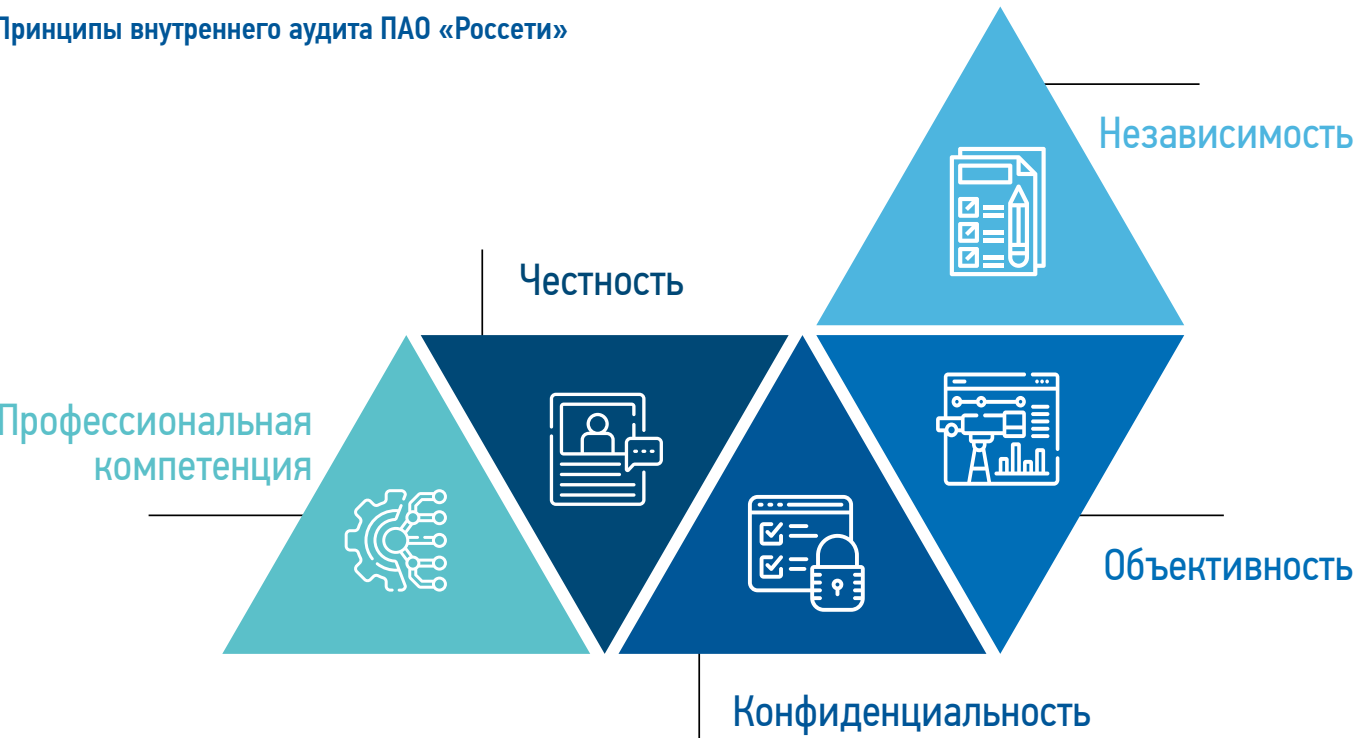 Принципы внутреннего аудита ПАО «Россети»
Независимость
Честность
Профессиональная
компетенция
Объективность
Конфиденциальность